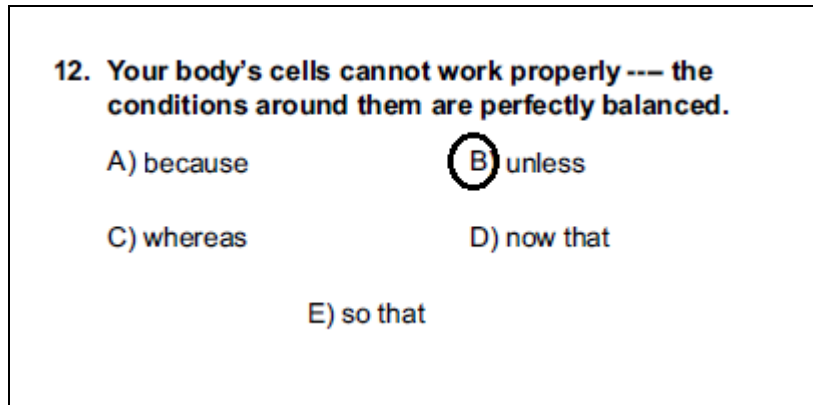 12. Your body's cells cannot work properly ---- the
conditions around them are perfectly balanced.
A) because B) unless
C) whereas D) now that
E) so that